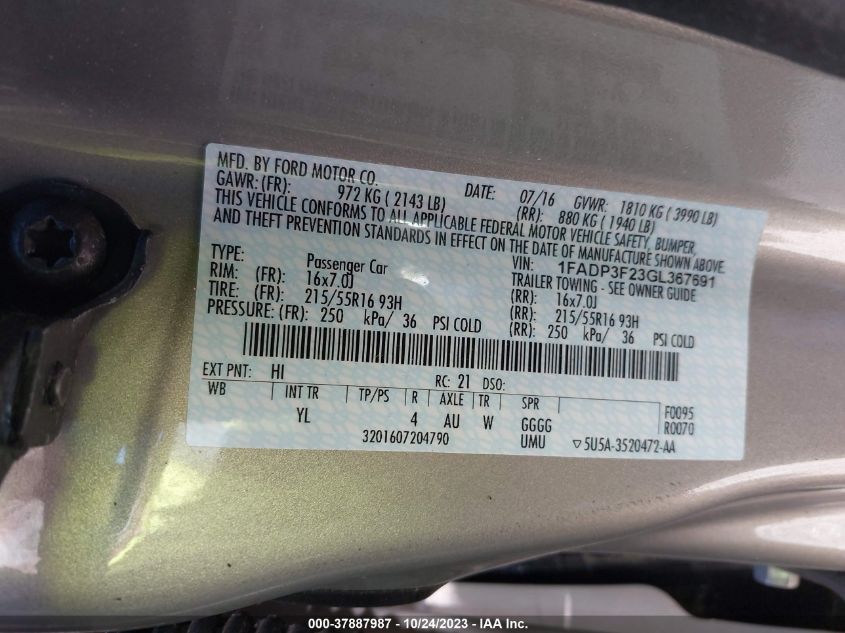 MFD. BY FORD MOTOR CO. DATE: 07/16 GVWR: 1810 KG ( 3990 LB)
GAWR: (FR): 972 KG ( 2143 LB) (RR): 880 KG ( 1940 LB)
THIS VEHICLE CONFORMS TO ALL APPLICABLE FEDERAL MOTOR VEHICLE SAFETY, BUMPER
AND THEFT PREVENTION STANDARDS IN EFFECT ON THE DATE OF MANUFACTURE SHOWN ABOVE.
VIN: 1FADP3F23GL367691
TYPE: Passenger Car TRAILER TOWING - SEE OWNER GUIDE
RIM: (FR): 16x7.0J (RR): 16x7.0J
TIRE: (FR): 215/55R16 93H (RR): 215/55R16 93H
PRESSURE: (FR): 250 kPa/ 36 PSI COLD (RR): 250 kPa/ 36 PSI COLD
EXT PNT: HI RC: 21 DSO:
WB INT TR TP/PS R AXLE TR SPR F0095
YL 4 AU W GGGG R0070
3201607204790 UMU ▽5U5A-3520472-AA
000-37887987 - 10/24/2023 - IAA Inc.